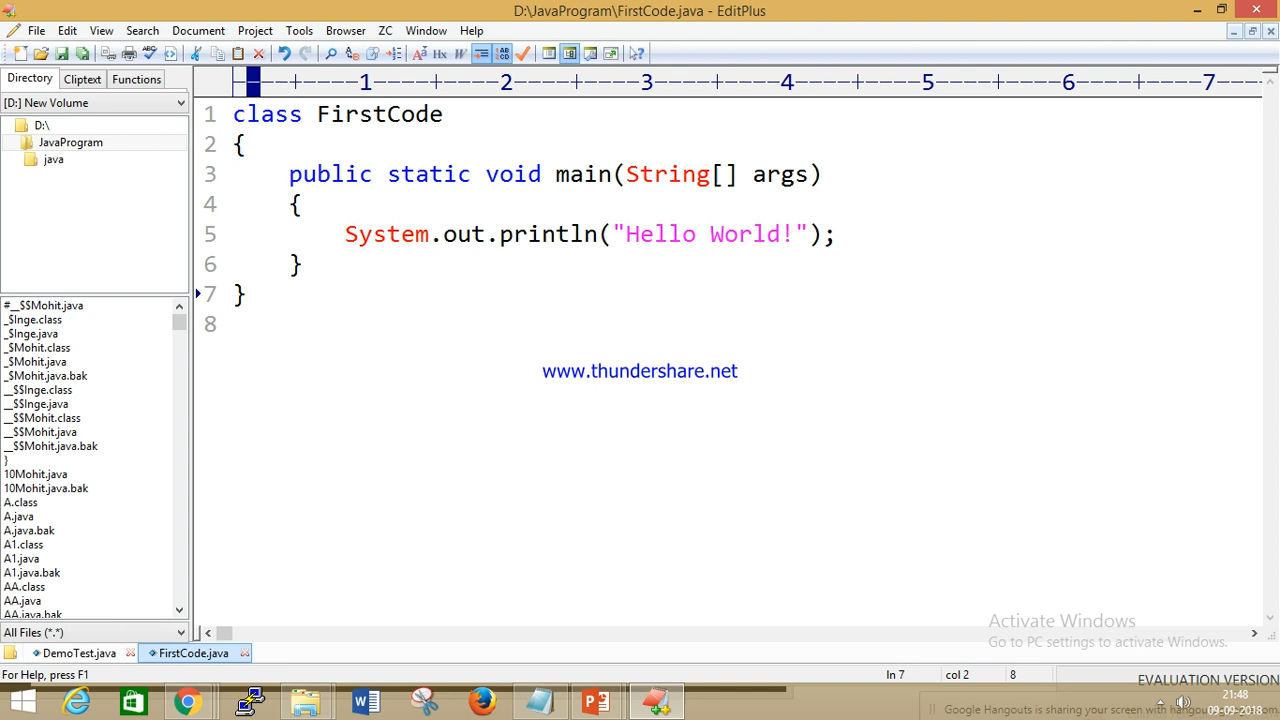 D:\JavaProgram\FirstCode.java - EditPlus
File Edit View Search Document Project Tools Browser ZC Window Help
Directory Cliptext Functions
[D:] New Volume
D:\
JavaProgram
java
#__$$Mohit.java
_$Inge.class
_$Inge.java
_$Mohit.class
_$Mohit.java
_$Mohit.java.bak
__$$Inge.class
__$$Inge.java
__$$Mohit.class
__$$Mohit.java
__$$Mohit.java.bak
}
10Mohit.java
10Mohit.java.bak
A.class
A.java
A.java.bak
A1.class
A1.java
A1.java.bak
AA.class
AA.java
AA.java.bak
All Files (*.*)
1 2 3 4 5 6 7
1 class FirstCode
2 {
3 public static void main(String[] args)
4 {
5 System.out.println("Hello World!");
6 }
7 }
8
www.thundershare.net
Activate Windows
Go to PC settings to activate Windows.
DemoTest.java FirstCode.java
For Help, press F1 ln 7 col 2 8
EVALUATION VERSION
21:48
09-09-2018
Google Hangouts is sharing your screen with hangouts